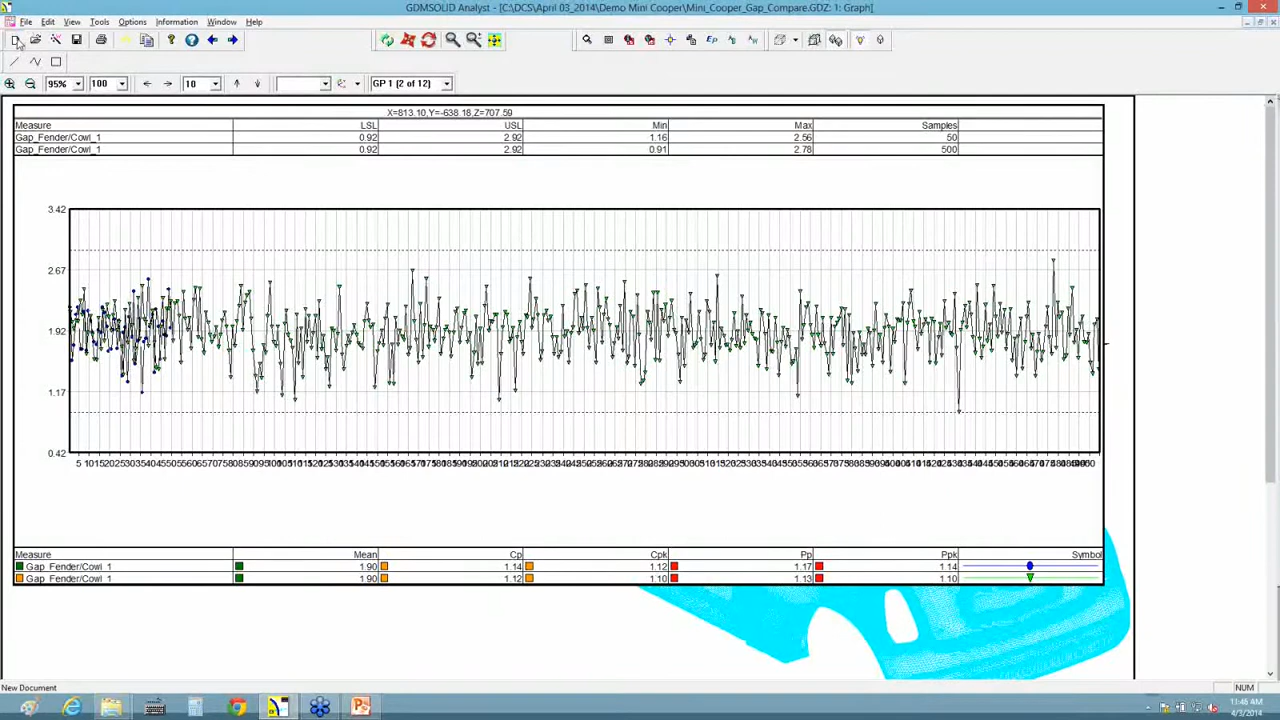 GDMSOLID Analyst - [C:\DCS\April 03_2014\Demo Mini Cooper\Mini_Cooper_Gap_Compare.GDZ: 1: Graph]
File Edit View Tools Options Information Window Help
95% 100 10 GP 1 (2 of 12)
X=813.10,Y=-638.18,Z=707.59
Measure LSL USL Min Max Samples
Gap_Fender/Cowl_1 0.92 2.92 1.16 2.56 50
Gap_Fender/Cowl_1 0.92 2.92 0.91 2.78 500
3.42
2.67
1.92
1.17
0.42
Measure Mean Cp Cpk Pp Ppk Symbol
Gap_Fender/Cowl_1 1.90 1.14 1.12 1.17 1.14
Gap_Fender/Cowl_1 1.90 1.12 1.10 1.13 1.10
New Document NUM
11:46 AM
4/3/2014